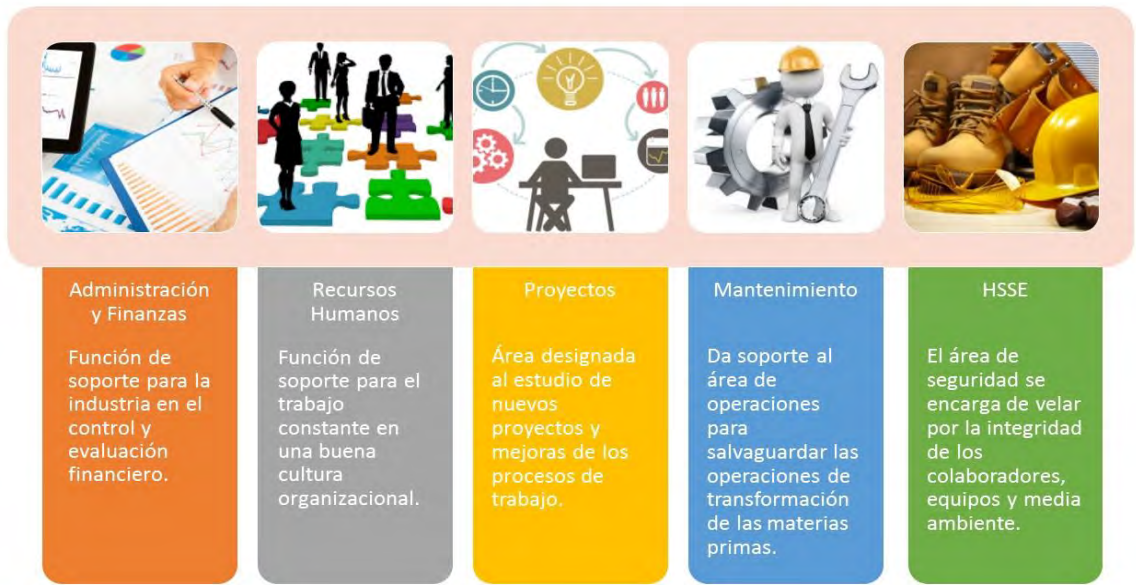 Administración
y Finanzas
Función de
soporte para la
industria en el
control y
evaluación
financiero.
Recursos
Humanos
Función de
soporte para el
trabajo
constante en
una buena
cultura
organizacional.
Proyectos
Área designada
al estudio de
nuevos
proyectos y
mejoras de los
procesos de
trabajo.
Mantenimiento
Da soporte al
área de
operaciones
para
salvaguardar las
operaciones de
transformación
de las materias
primas.
HSSE
El área de
seguridad se
encarga de velar
por la integridad
de los
colaboradores,
equipos y media
ambiente.